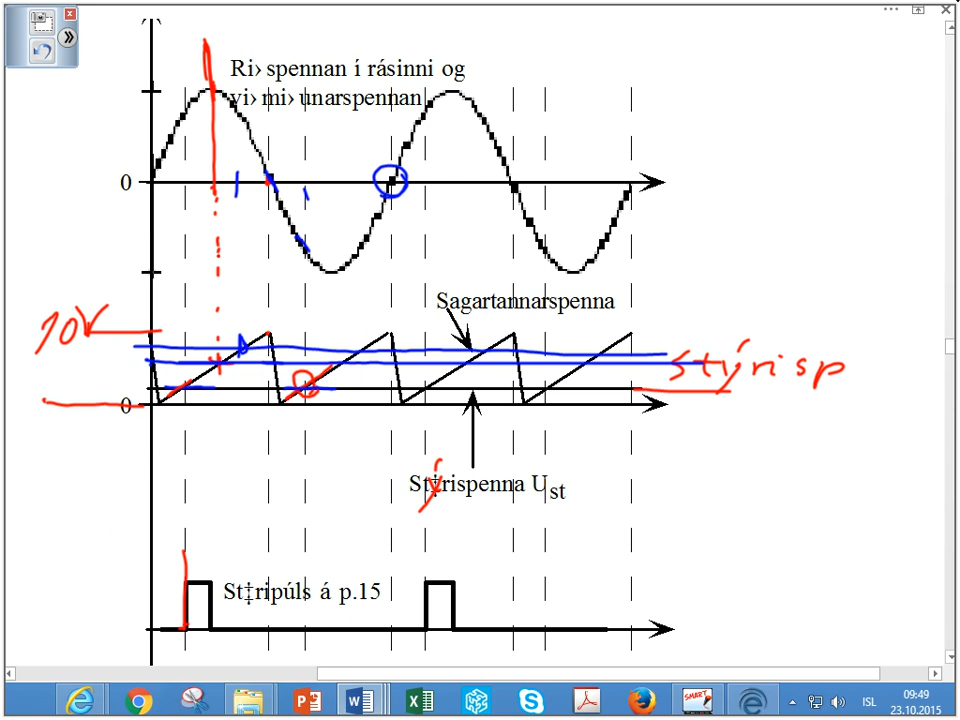 Ri› spennan í rásinni og
vi› mi› unarspennan
0
Sagartannarspenna
10V
stýrisp
0
St‡rispenna Ust
ý
St‡ripúls á p.15
SMART
ISL
09:49
23.10.2015